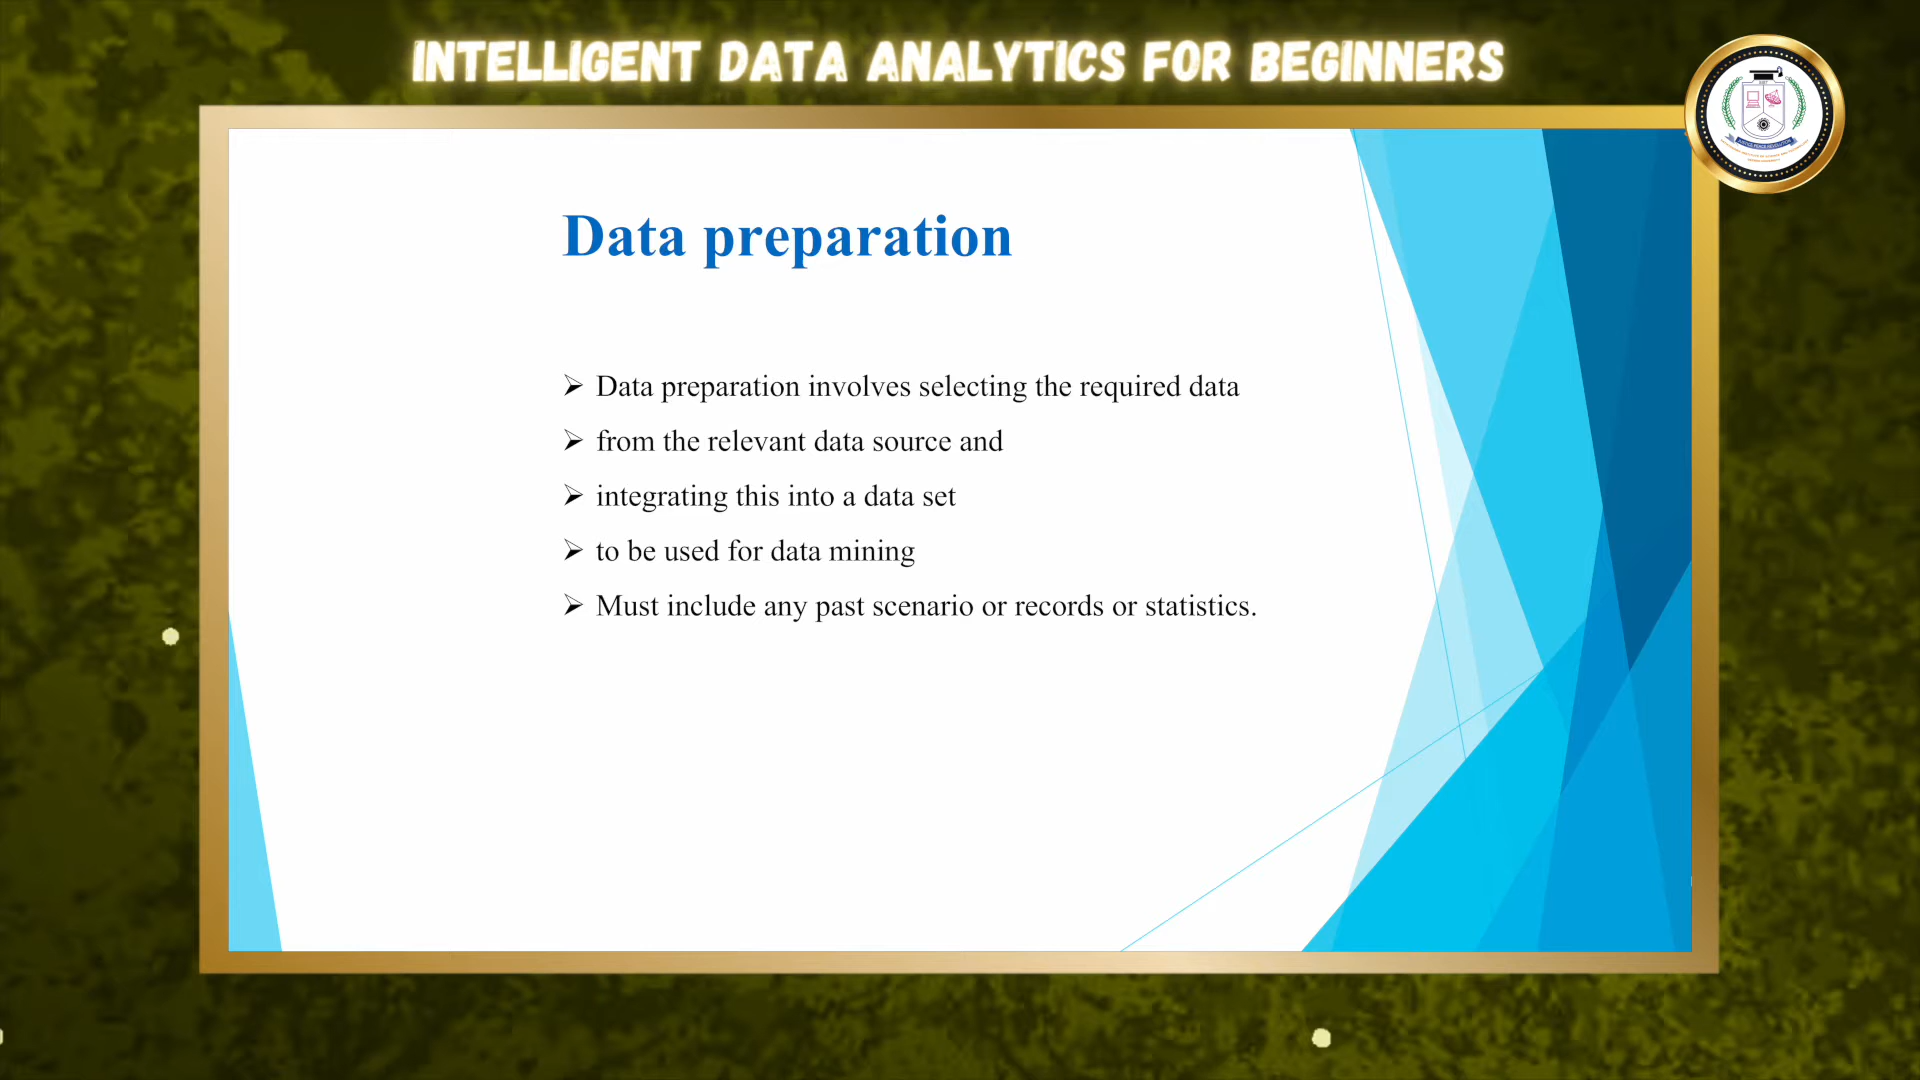 INTELLIGENT DATA ANALYTICS FOR BEGINNERS
Data preparation
➢ Data preparation involves selecting the required data
➢ from the relevant data source and
➢ integrating this into a data set
➢ to be used for data mining
➢ Must include any past scenario or records or statistics.